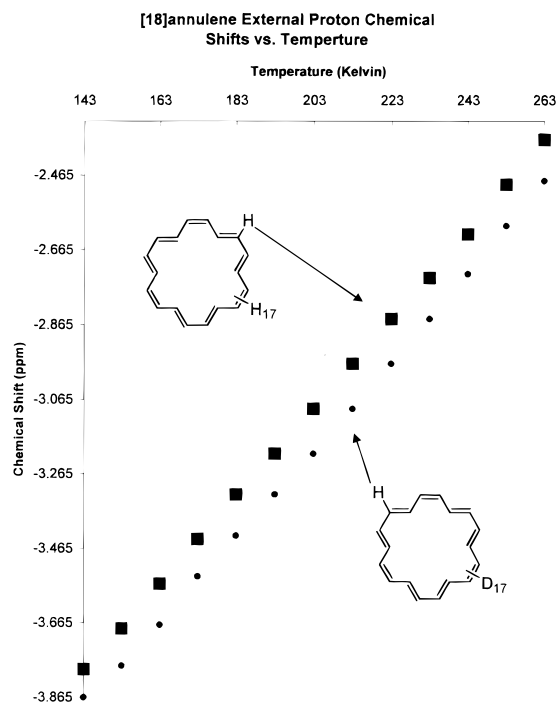 [18]annulene External Proton Chemical
Shifts vs. Temperture
Temperature (Kelvin)
143 163 183 203 223 243 263
-2.465
-2.665
-2.865
-3.065
-3.265
-3.465
-3.665
-3.865
Chemical Shift (ppm)
H
H17
H
D17